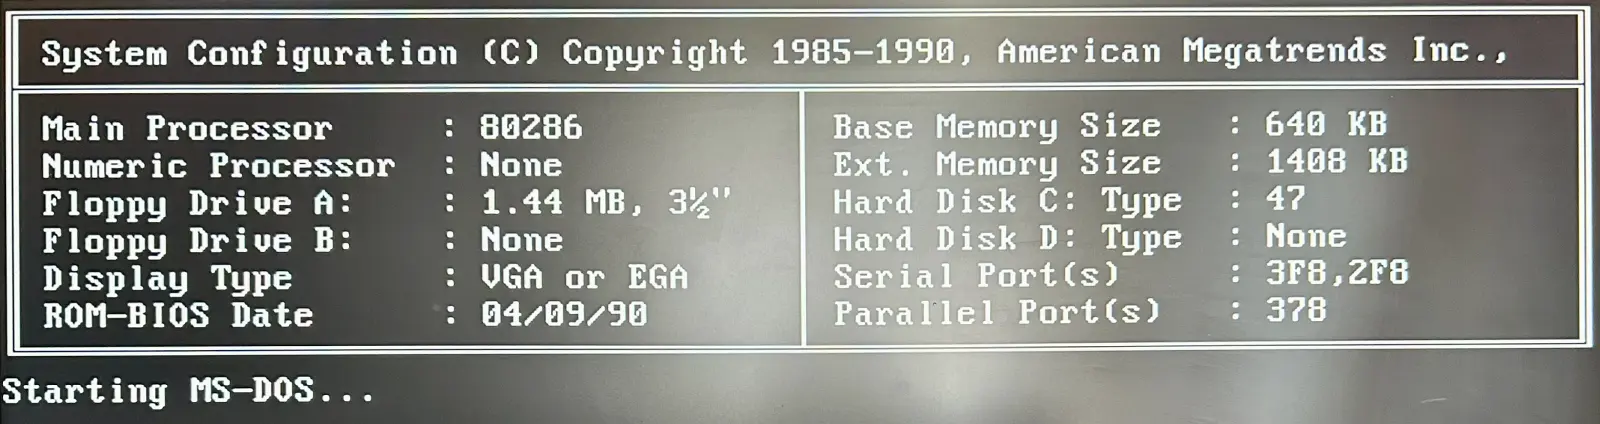 System Configuration (C) Copyright 1985-1990, American Megatrends Inc.,
Main Processor : 80286
Numeric Processor : None
Floppy Drive A: : 1.44 MB, 3½"
Floppy Drive B: : None
Display Type : VGA or EGA
ROM-BIOS Date : 04/09/90
Base Memory Size : 640 KB
Ext. Memory Size : 1408 KB
Hard Disk C: Type : 47
Hard Disk D: Type : None
Serial Port(s) : 3F8,2F8
Parallel Port(s) : 378
Starting MS-DOS...